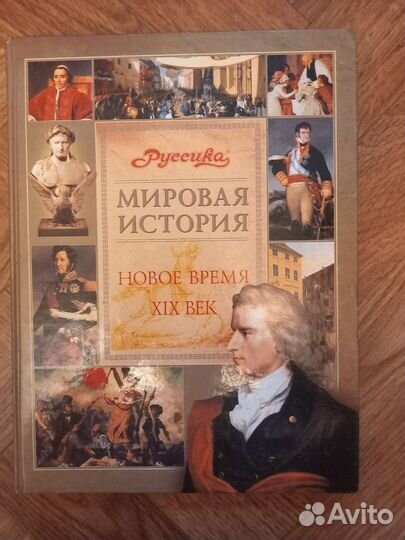 Руссика
МИРОВАЯ
ИСТОРИЯ
НОВОЕ ВРЕМЯ
XIX ВЕК
Avito